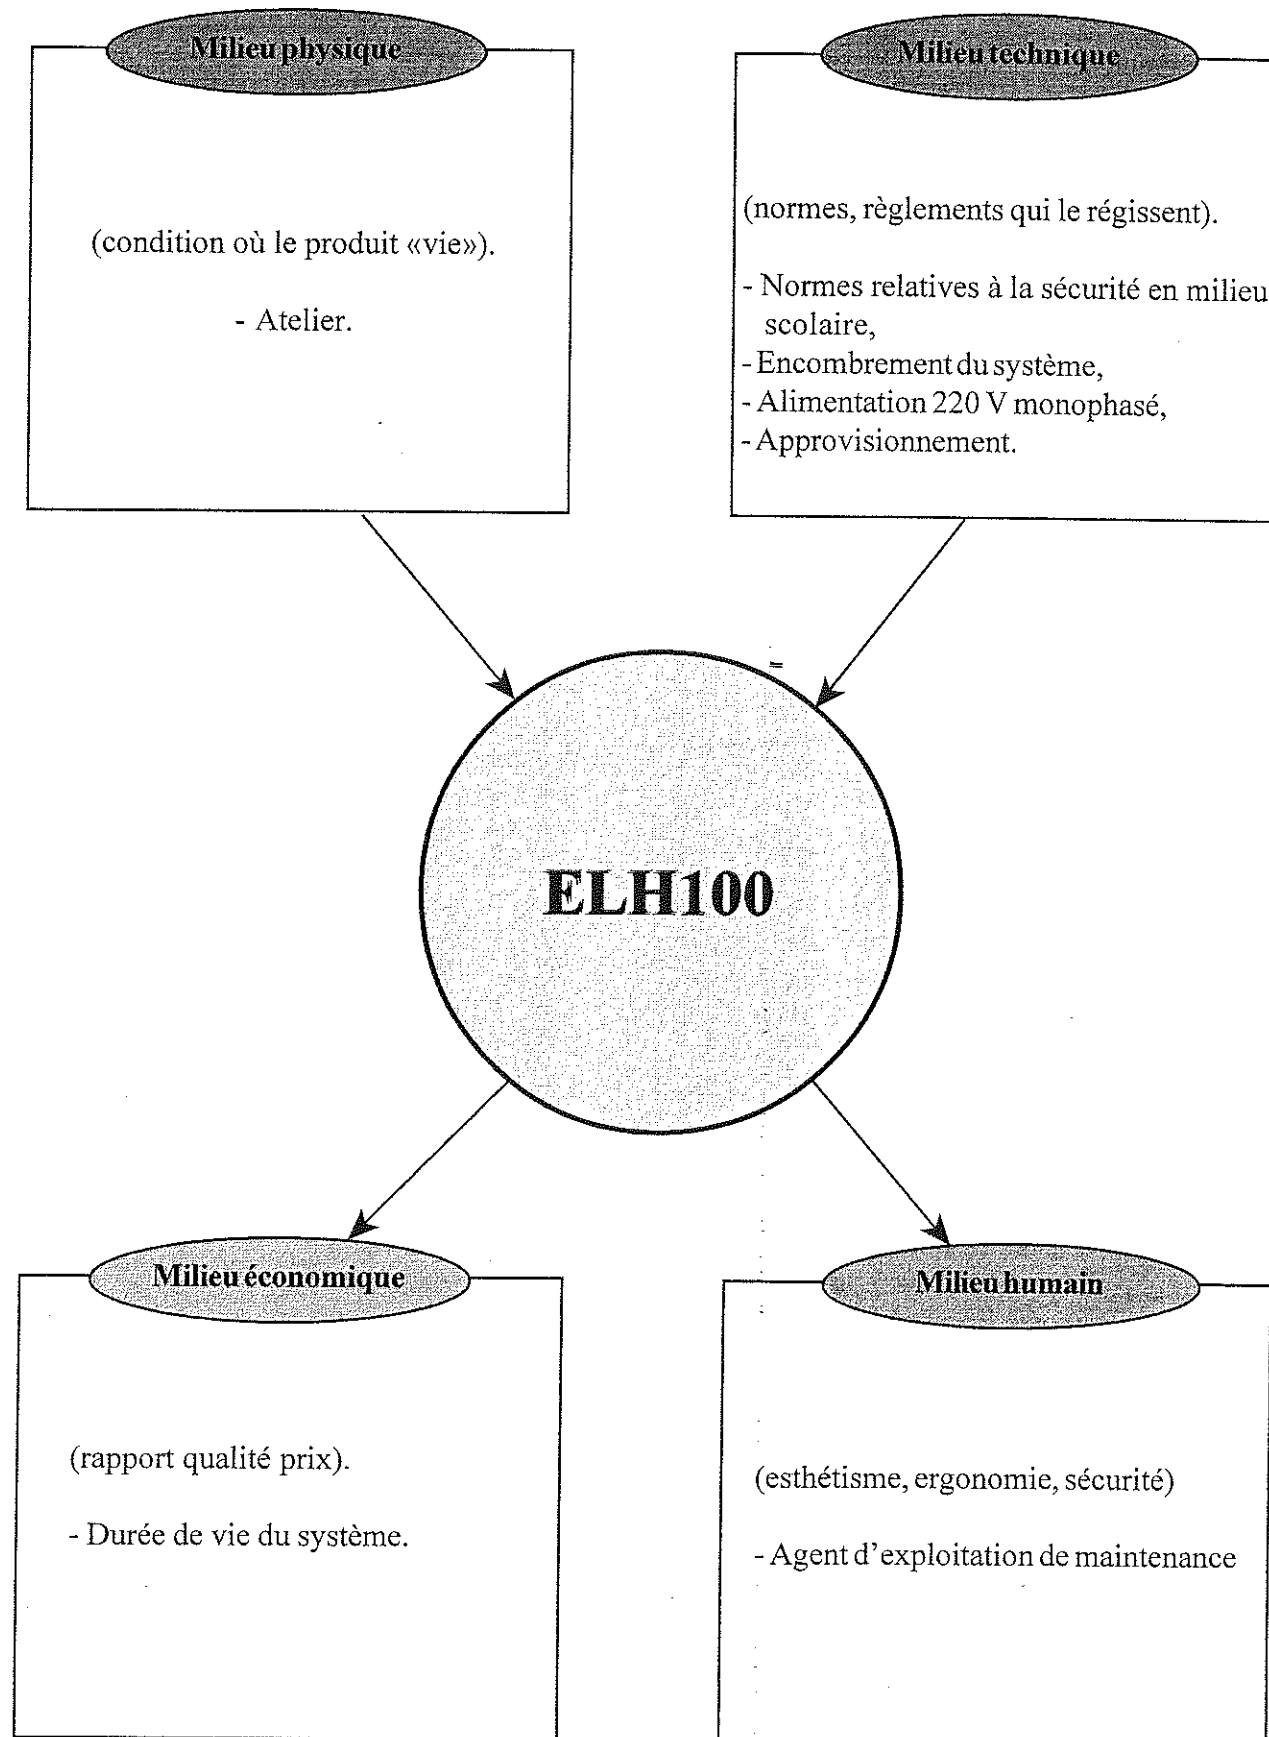 Milieu physique
(condition où le produit «vie»).
- Atelier.
Milieu technique
(normes, règlements qui le régissent).
- Normes relatives à la sécurité en milieu
scolaire,
- Encombrement du système,
- Alimentation 220 V monophasé,
- Approvisionnement.
ELH100
Milieu économique
(rapport qualité prix).
- Durée de vie du système.
Milieu humain
(esthétisme, ergonomie, sécurité)
- Agent d'exploitation de maintenance